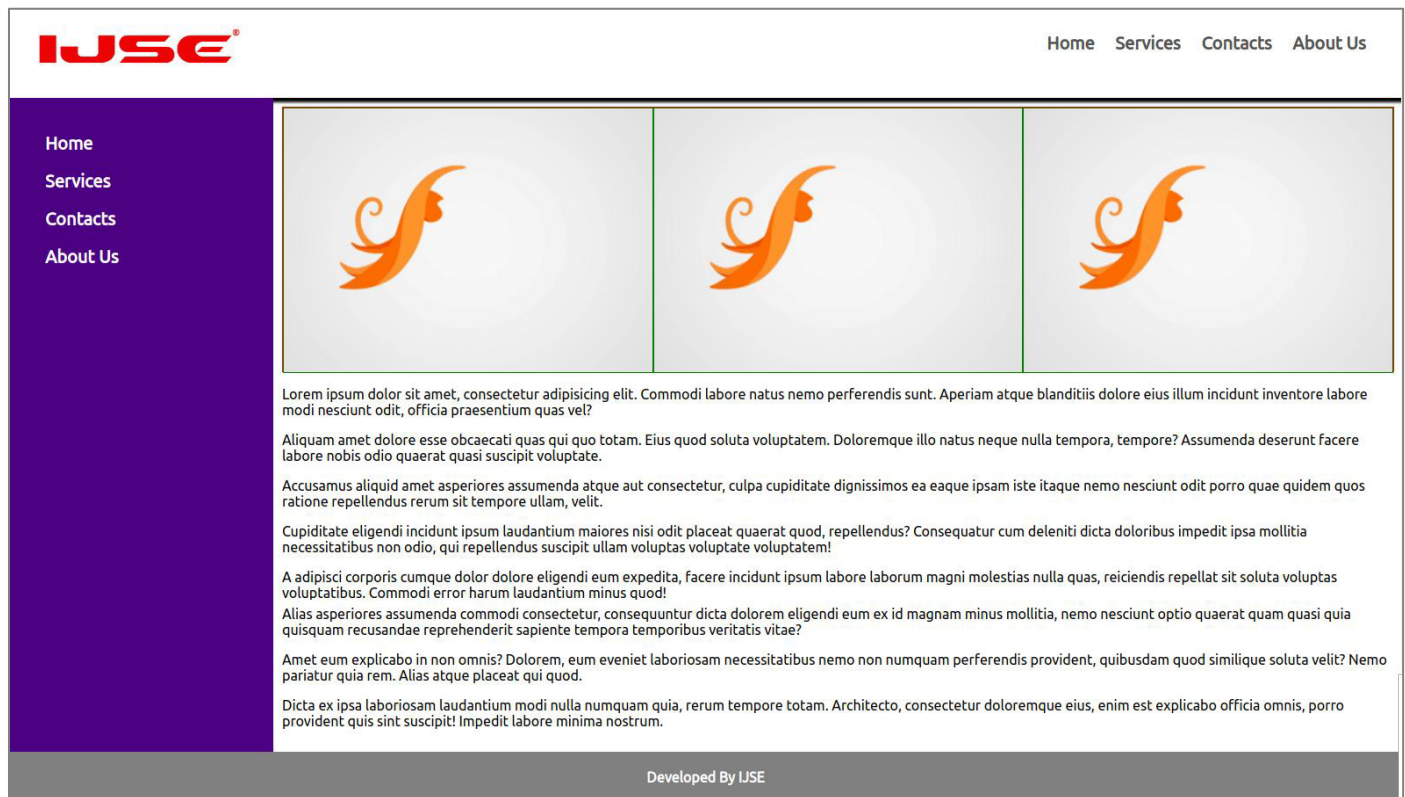 IJSE®
Home Services Contacts About Us
Home
Services
Contacts
About Us
Lorem ipsum dolor sit amet, consectetur adipisicing elit. Commodi labore natus nemo perferendis sunt. Aperiam atque blanditiis dolore eius illum incidunt inventore labore
modi nesciunt odit, officia praesentium quas vel?
Aliquam amet dolore esse obcaecati quas qui quo totam. Eius quod soluta voluptatem. Doloremque illo natus neque nulla tempora, tempore? Assumenda deserunt facere
labore nobis odio quaerat quasi suscipit voluptate.
Accusamus aliquid amet asperiores assumenda atque aut consectetur, culpa cupiditate dignissimos ea eaque ipsam iste itaque nemo nesciunt odit porro quae quidem quos
ratione repellendus rerum sit tempore ullam, velit.
Cupiditate eligendi incidunt ipsum laudantium maiores nisi odit placeat quaerat quod, repellendus? Consequatur cum deleniti dicta doloribus impedit ipsa mollitia
necessitatibus non odio, qui repellendus suscipit ullam voluptas voluptate voluptatem!
A adipisci corporis cumque dolor dolore eligendi eum expedita, facere incidunt ipsum labore laborum magni molestias nulla quas, reiciendis repellat sit soluta voluptas
voluptatibus. Commodi error harum laudantium minus quod!
Alias asperiores assumenda commodi consectetur, consequuntur dicta dolorem eligendi eum ex id magnam minus mollitia, nemo nesciunt optio quaerat quam quasi quia
quisquam recusandae reprehenderit sapiente tempora temporibus veritatis vitae?
Amet eum explicabo in non omnis? Dolorem, eum eveniet laboriosam necessitatibus nemo non numquam perferendis provident, quibusdam quod similique soluta velit? Nemo
pariatur quia rem. Alias atque placeat qui quod.
Dicta ex ipsa laboriosam laudantium modi nulla numquam quia, rerum tempore totam. Architecto, consectetur doloremque eius, enim est explicabo officia omnis, porro
provident quis sint suscipit! Impedit labore minima nostrum.
Developed By IJSE